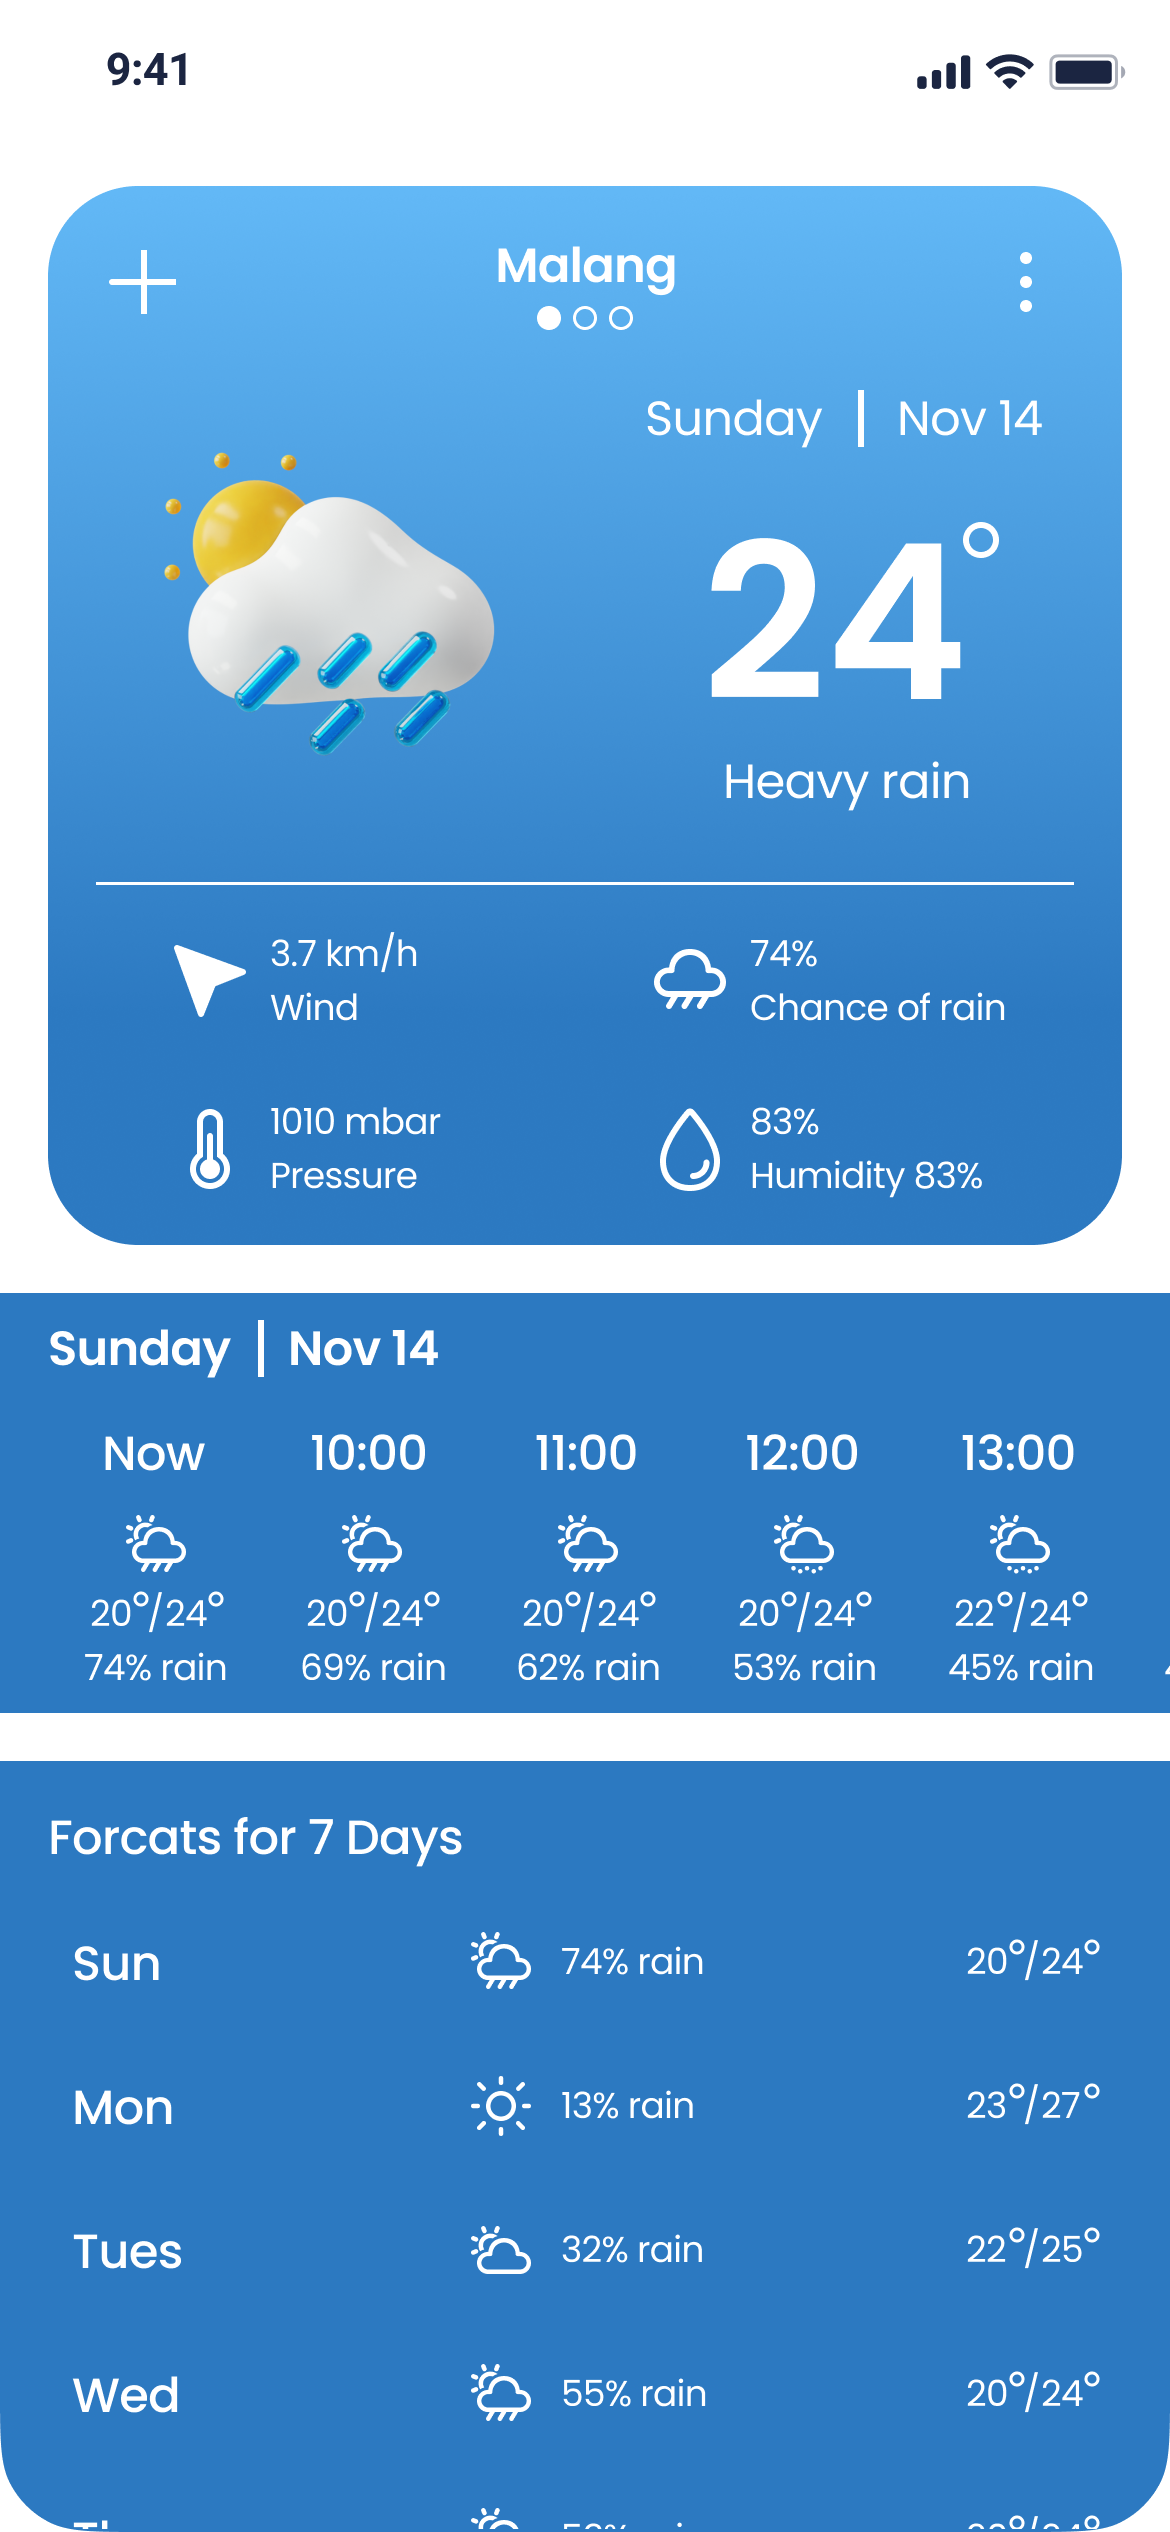 9:41
Malang
Sunday | Nov 14
24°
Heavy rain
3.7 km/h
Wind
74%
Chance of rain
1010 mbar
Pressure
83%
Humidity 83%
Sunday | Nov 14
Now 10:00 11:00 12:00 13:00
20°/24° 20°/24° 20°/24° 20°/24° 22°/24°
74% rain 69% rain 62% rain 53% rain 45% rain
Forcats for 7 Days
Sun 74% rain 20°/24°
Mon 13% rain 23°/27°
Tues 32% rain 22°/25°
Wed 55% rain 20°/24°